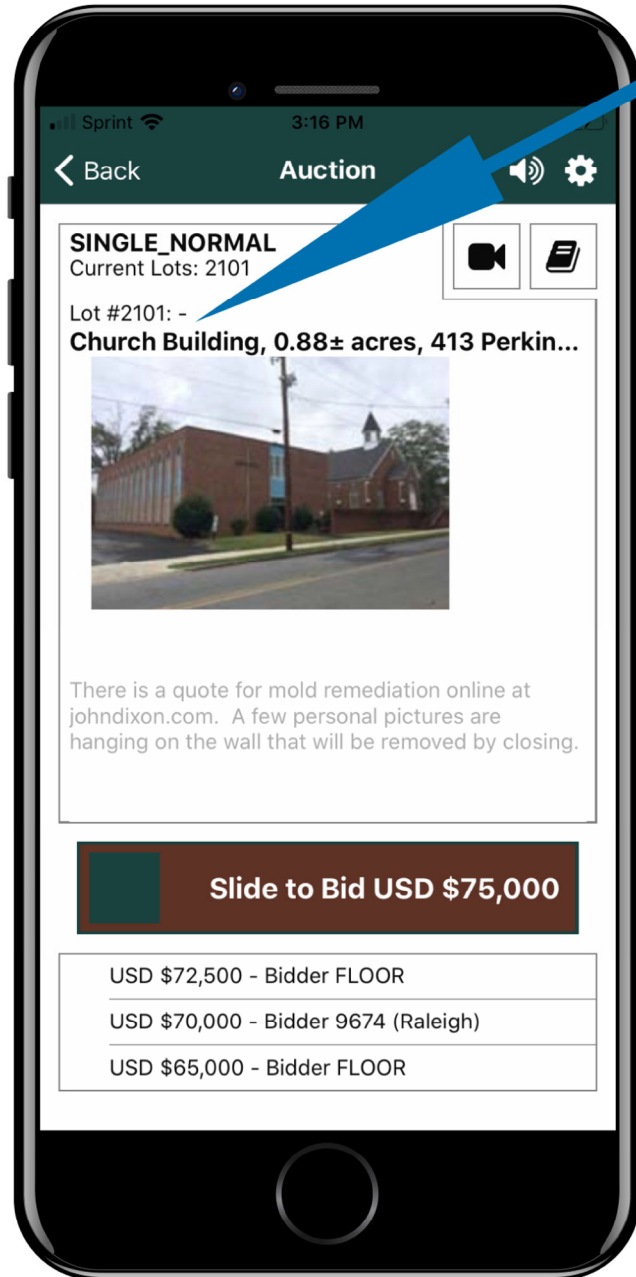 Sprint 3:16 PM
Back Auction
SINGLE_NORMAL
Current Lots: 2101
Lot #2101: -
Church Building, 0.88± acres, 413 Perkin...
There is a quote for mold remediation online at
johndixon.com. A few personal pictures are
hanging on the wall that will be removed by closing.
Slide to Bid USD $75,000
USD $72,500 - Bidder FLOOR
USD $70,000 - Bidder 9674 (Raleigh)
USD $65,000 - Bidder FLOOR